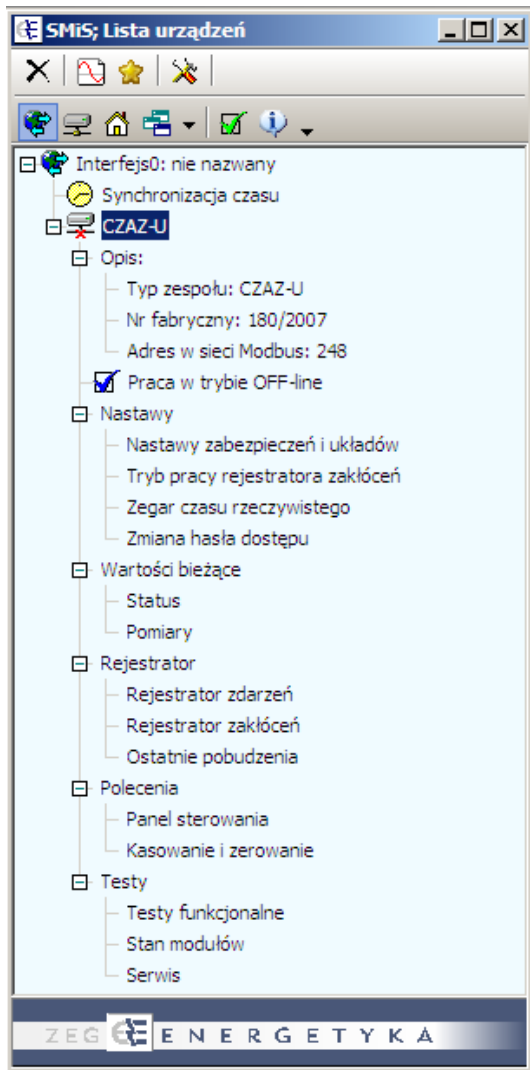 SMiS; Lista urządzeń
Interfejs0: nie nazwany
Synchronizacja czasu
CZAZ-U
Opis:
Typ zespołu: CZAZ-U
Nr fabryczny: 180/2007
Adres w sieci Modbus: 248
Praca w trybie OFF-line
Nastawy
Nastawy zabezpieczeń i układów
Tryb pracy rejestratora zakłóceń
Zegar czasu rzeczywistego
Zmiana hasła dostępu
Wartości bieżące
Status
Pomiary
Rejestrator
Rejestrator zdarzeń
Rejestrator zakłóceń
Ostatnie pobudzenia
Polecenia
Panel sterowania
Kasowanie i zerowanie
Testy
Testy funkcjonalne
Stan modułów
Serwis
ZEG ENERGETYKA